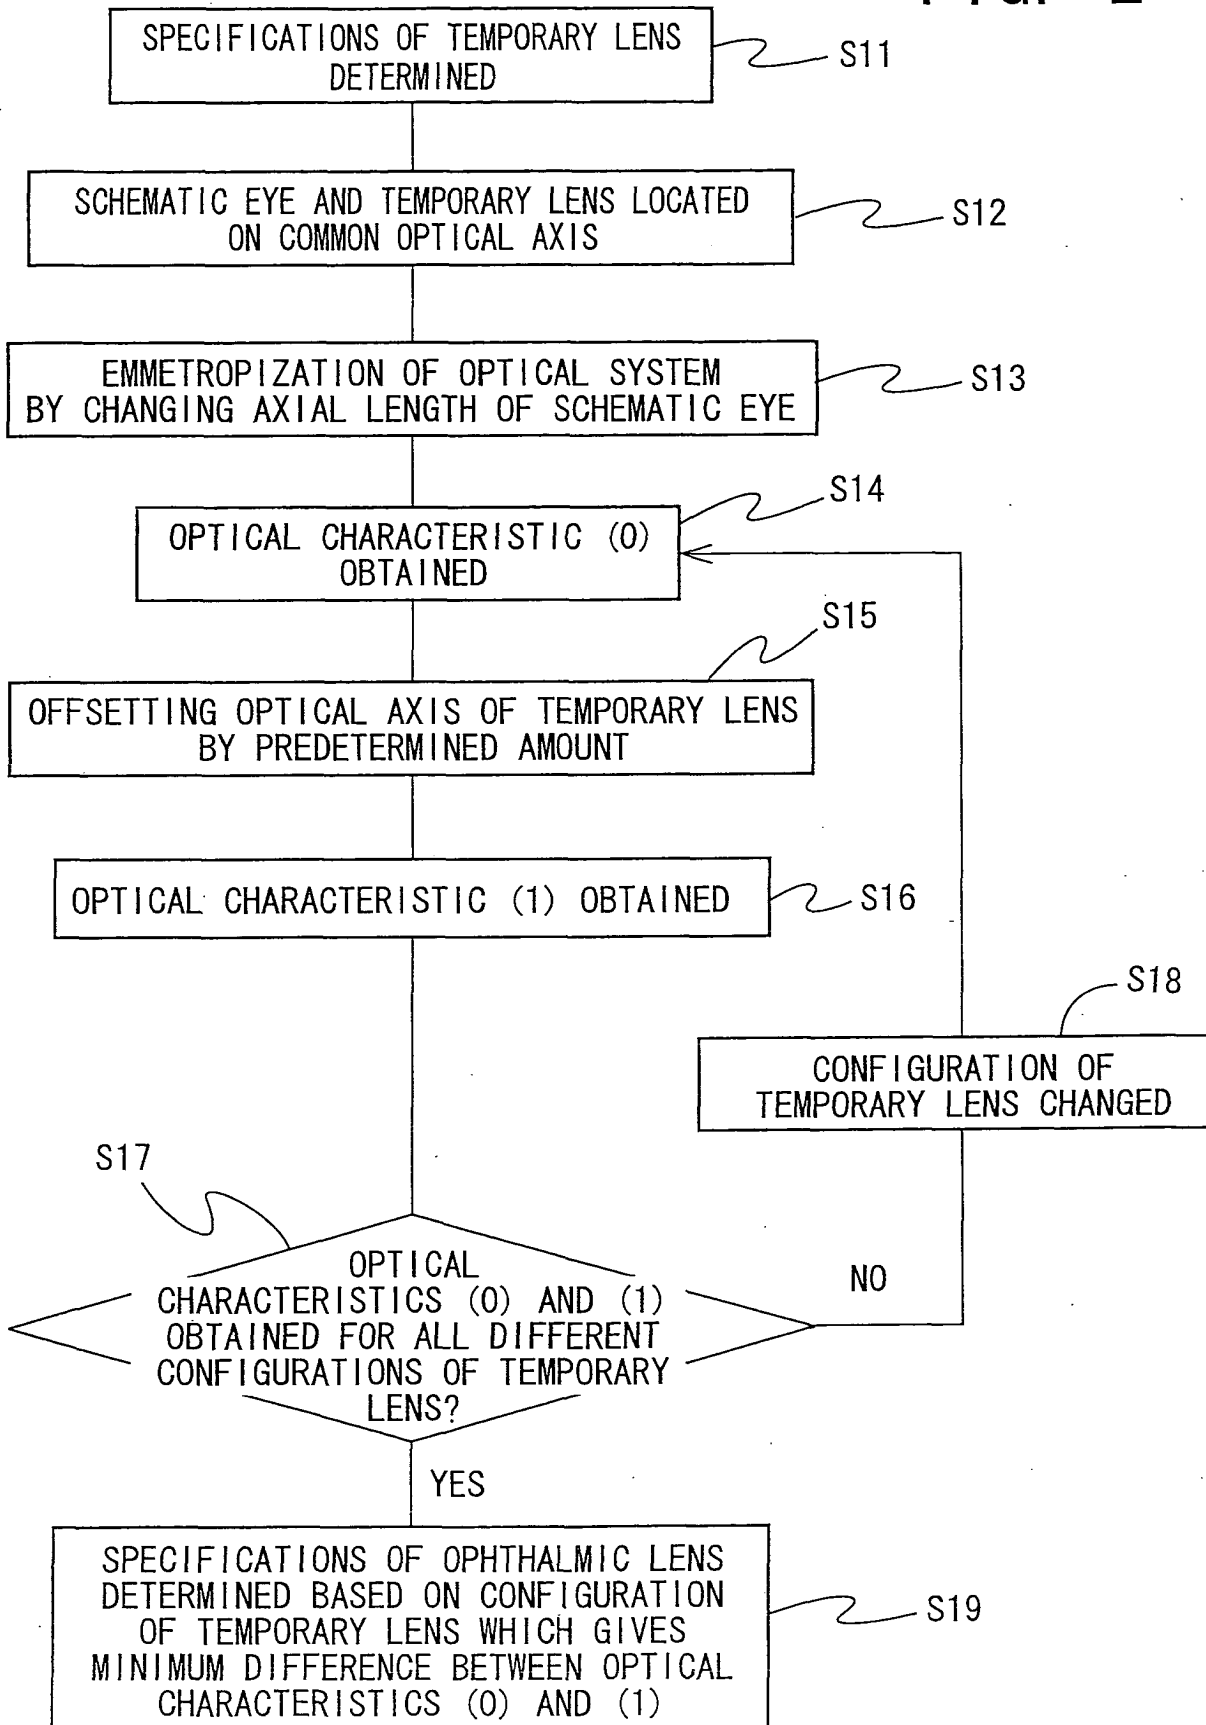 SPECIFICATIONS OF TEMPORARY LENS
DETERMINED
S11
SCHEMATIC EYE AND TEMPORARY LENS LOCATED
ON COMMON OPTICAL AXIS
S12
EMMETROPIZATION OF OPTICAL SYSTEM
BY CHANGING AXIAL LENGTH OF SCHEMATIC EYE
S13
S14
OPTICAL CHARACTERISTIC (0)
OBTAINED
S15
OFFSETTING OPTICAL AXIS OF TEMPORARY LENS
BY PREDETERMINED AMOUNT
OPTICAL CHARACTERISTIC (1) OBTAINED
S16
S18
CONFIGURATION OF
TEMPORARY LENS CHANGED
S17
OPTICAL
CHARACTERISTICS (0) AND (1)
OBTAINED FOR ALL DIFFERENT
CONFIGURATIONS OF TEMPORARY
LENS?
NO
YES
SPECIFICATIONS OF OPHTHALMIC LENS
DETERMINED BASED ON CONFIGURATION
OF TEMPORARY LENS WHICH GIVES
MINIMUM DIFFERENCE BETWEEN OPTICAL
CHARACTERISTICS (0) AND (1)
S19